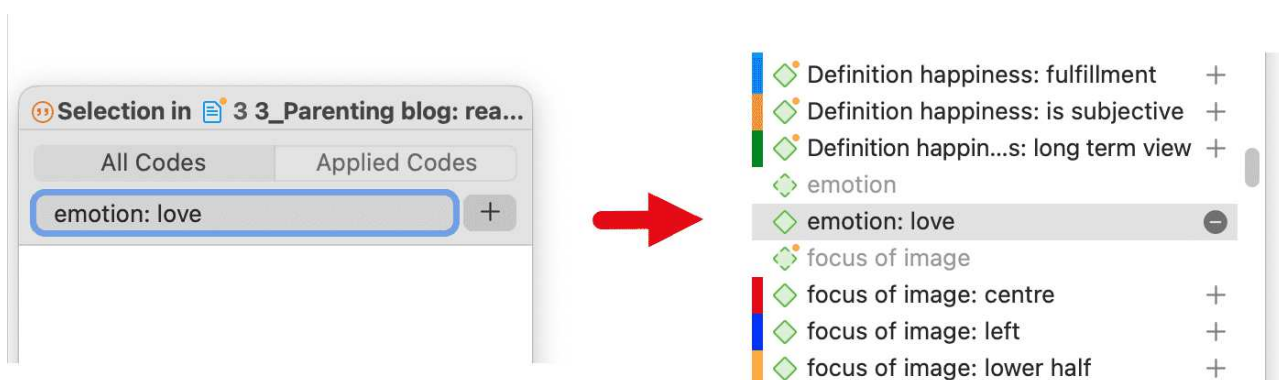 Selection in 3 3_Parenting blog: rea...
All Codes Applied Codes
emotion: love +
Definition happiness: fulfillment +
Definition happiness: is subjective +
Definition happin...s: long term view +
emotion
emotion: love
focus of image
focus of image: centre +
focus of image: left +
focus of image: lower half +